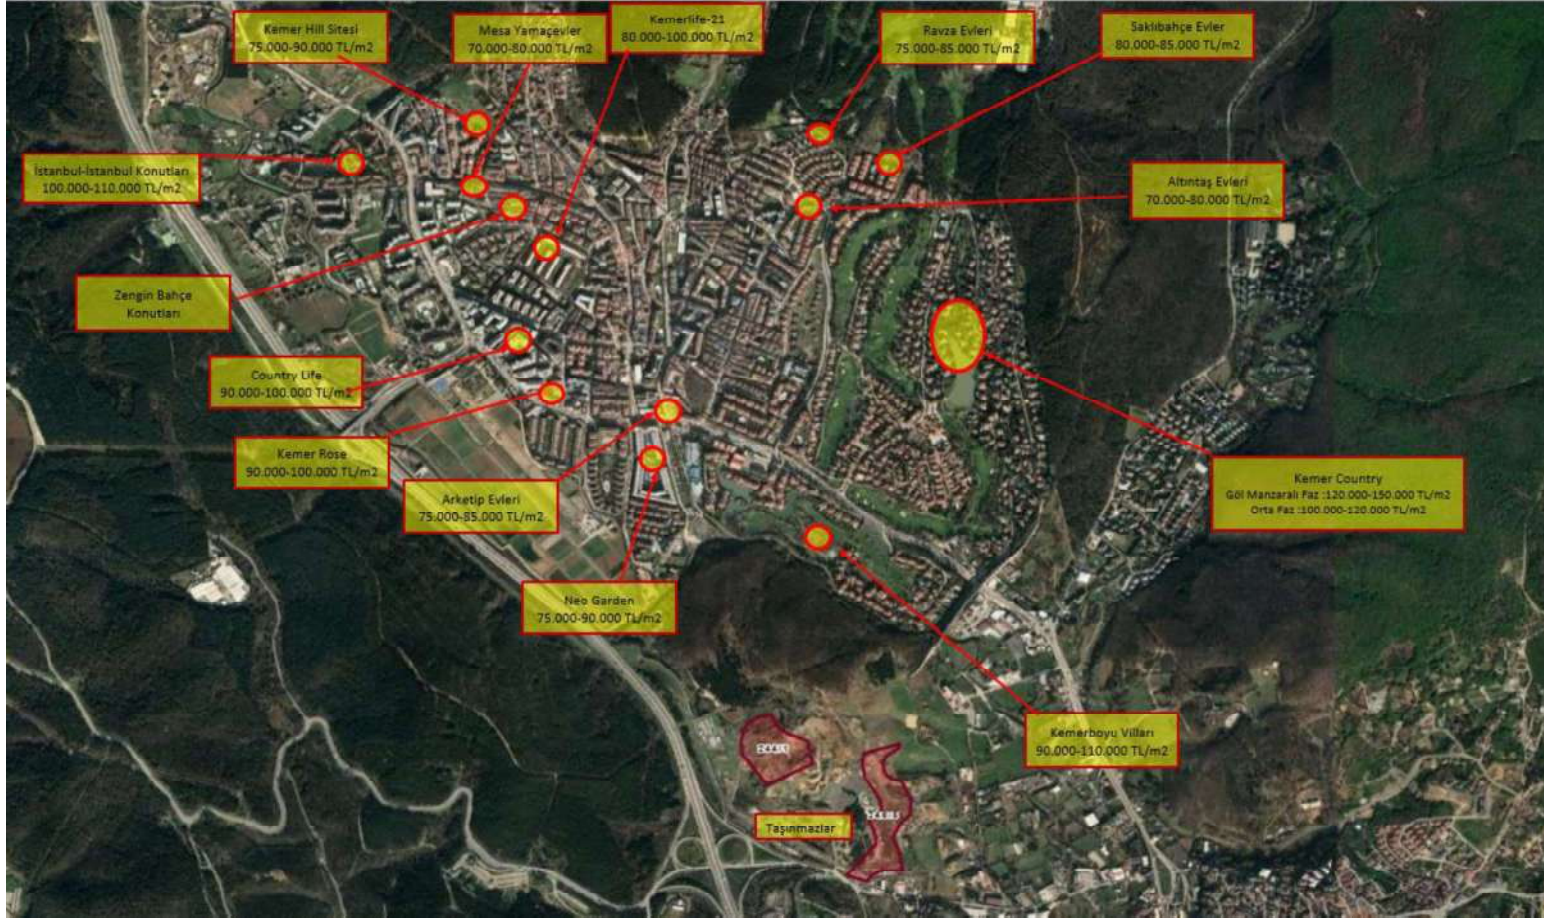 Kemer Hill Sitesi
75.000-90.000 TL/m2
Mesa Yamaçevler
70.000-80.000 TL/m2
Kemerlife-21
80.000-100.000 TL/m2
Ravza Evleri
75.000-85.000 TL/m2
Saklıbahçe Evler
80.000-85.000 TL/m2
İstanbul-İstanbul Konutları
100.000-110.000 TL/m2
Altıntaş Evleri
70.000-80.000 TL/m2
Zengin Bahçe
Konutları
Country Life
90.000-100.000 TL/m2
Kemer Rose
90.000-100.000 TL/m2
Arketip Evleri
75.000-85.000 TL/m2
Kemer Country
Göl Manzaralı Faz :120.000-150.000 TL/m2
Orta Faz :100.000-120.000 TL/m2
Neo Garden
75.000-90.000 TL/m2
Kemerboyu Vilları
90.000-110.000 TL/m2
Taşınmazlar